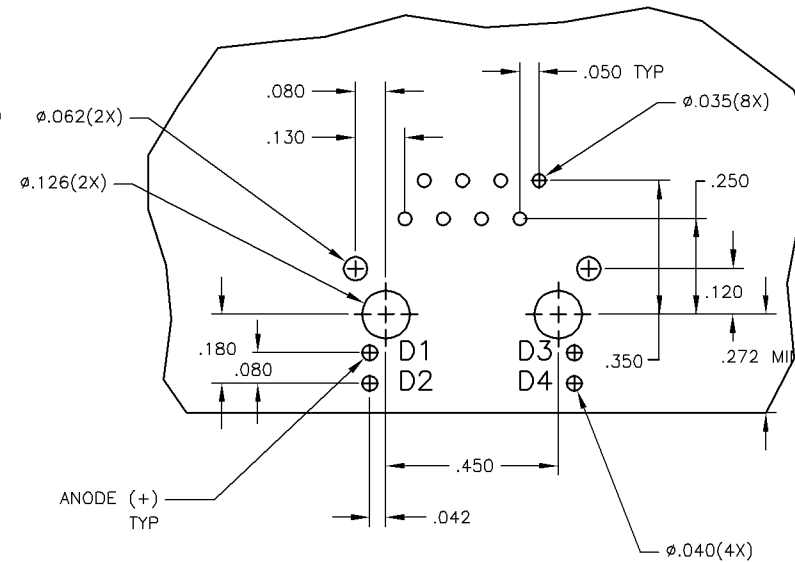 .050 TYP
.080
ø.035(8X)
ø.062(2X)
.130
.250
ø.126(2X)
.120
.180
D1
D3
.350
.272
.080
D2
D4
.450
ANODE (+)
TYP
.042
ø.040(4X)